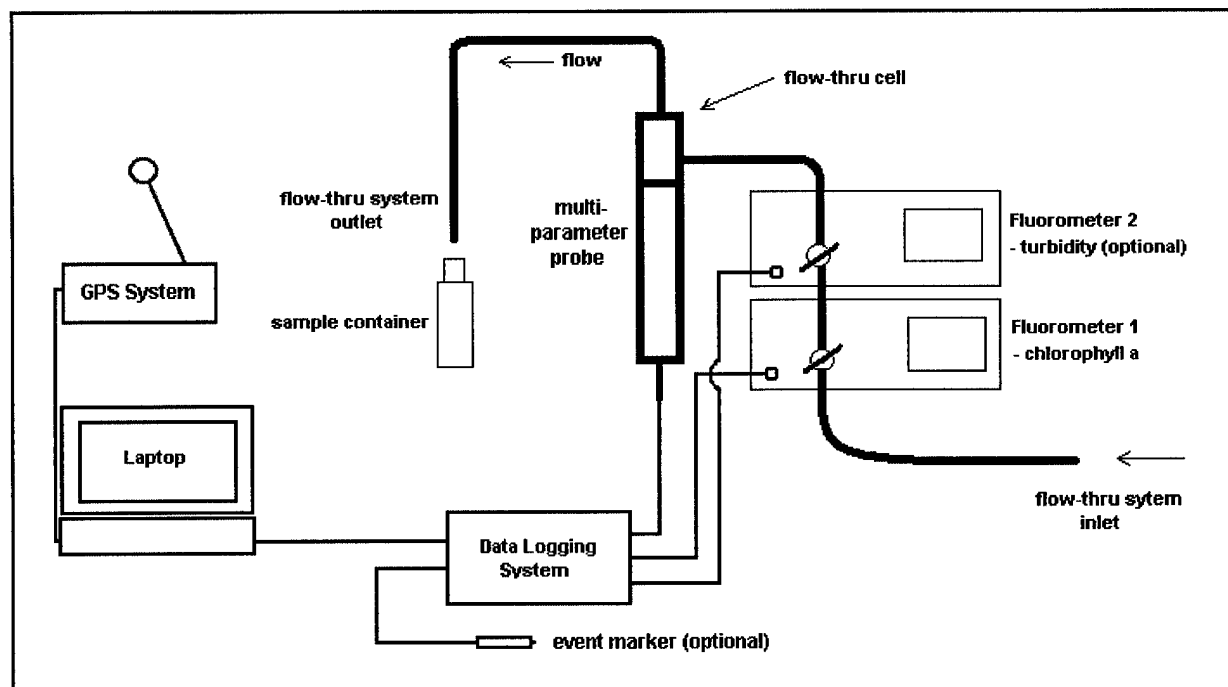 flow
flow-thru cell
flow-thru system
outlet
multi-
parameter
probe
Fluorometer 2
- turbidity (optional)
GPS System
sample container
Fluorometer 1
- chlorophyll a
Laptop
flow-thru sytem
inlet
Data Logging
System
event marker (optional)